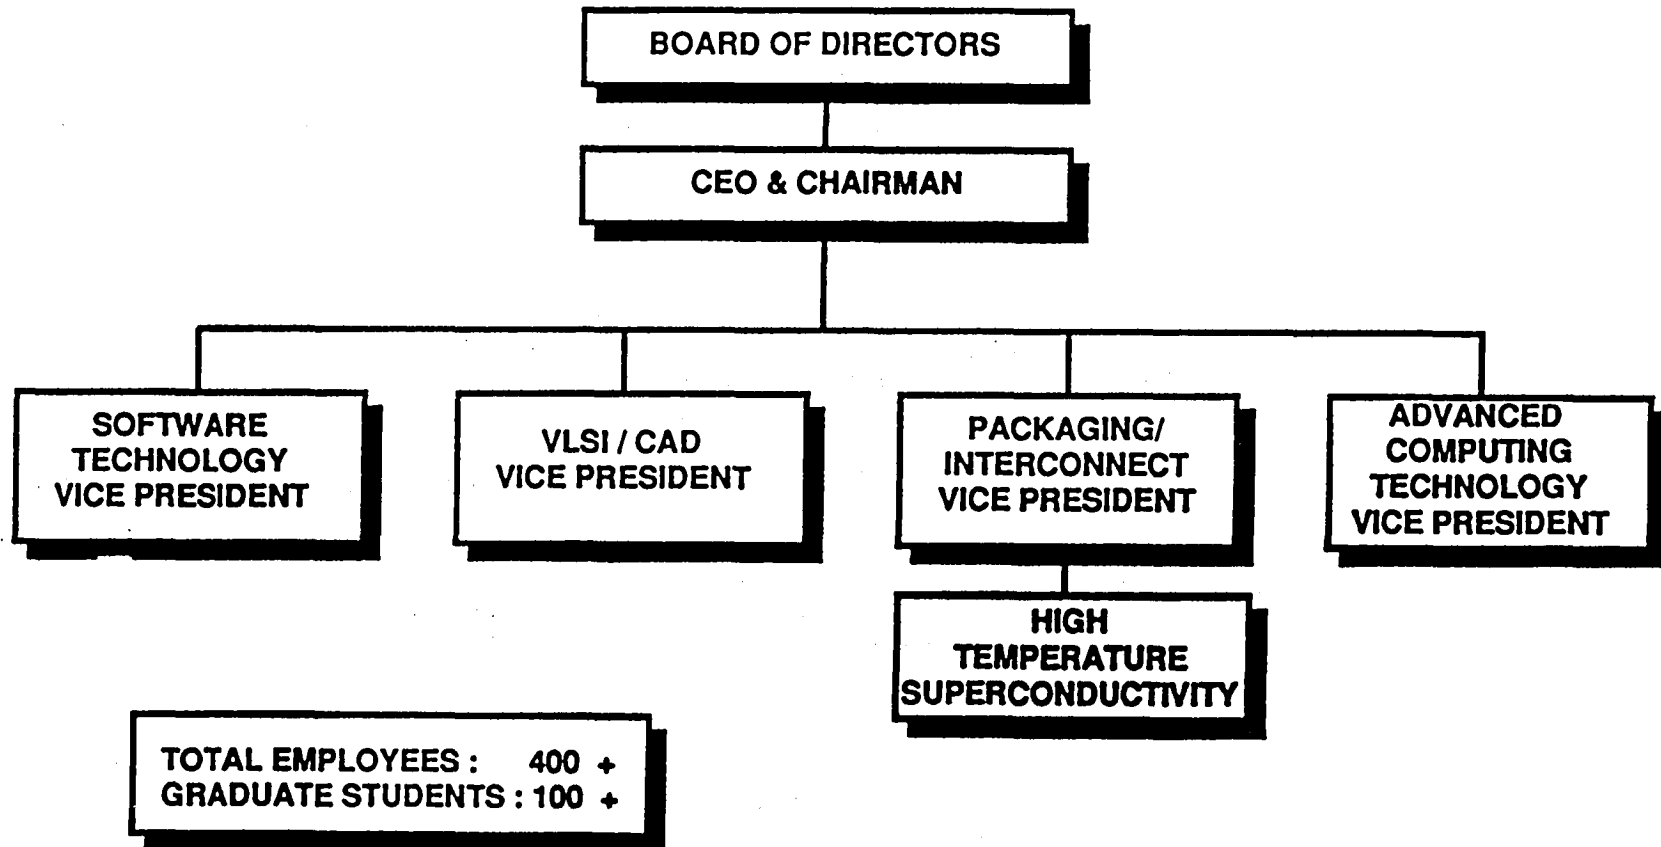 BOARD OF DIRECTORS
CEO & CHAIRMAN
SOFTWARE
TECHNOLOGY
VICE PRESIDENT
VLSI / CAD
VICE PRESIDENT
PACKAGING/
INTERCONNECT
VICE PRESIDENT
ADVANCED
COMPUTING
TECHNOLOGY
VICE PRESIDENT
HIGH
TEMPERATURE
SUPERCONDUCTIVITY
TOTAL EMPLOYEES : 400 +
GRADUATE STUDENTS : 100 +